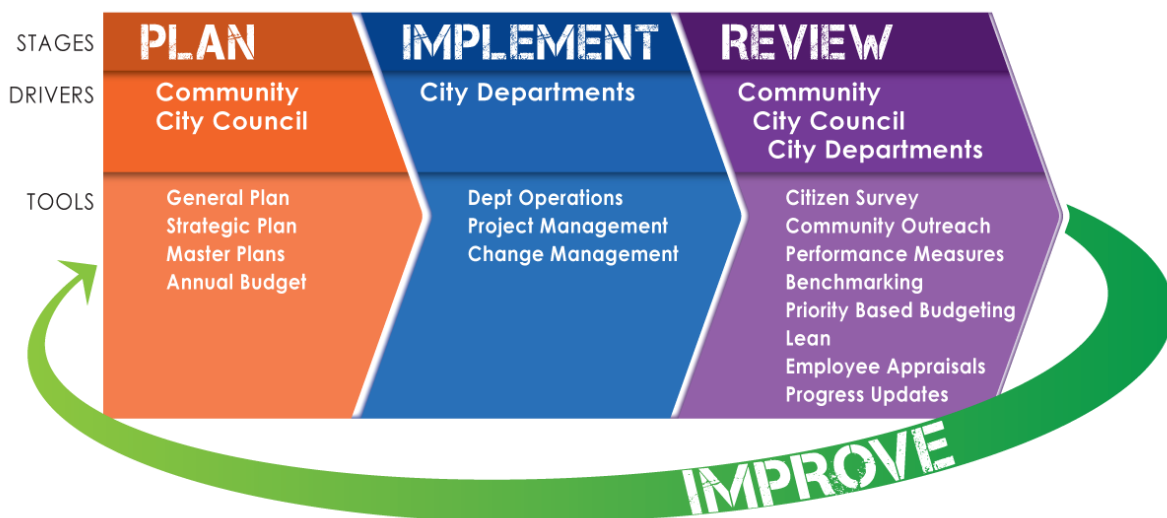 STAGES
PLAN
IMPLEMENT
REVIEW
DRIVERS
Community
City Council
City Departments
Community
City Council
City Departments
TOOLS
General Plan
Strategic Plan
Master Plans
Annual Budget
Dept Operations
Project Management
Change Management
Citizen Survey
Community Outreach
Performance Measures
Benchmarking
Priority Based Budgeting
Lean
Employee Appraisals
Progress Updates
IMPROVE